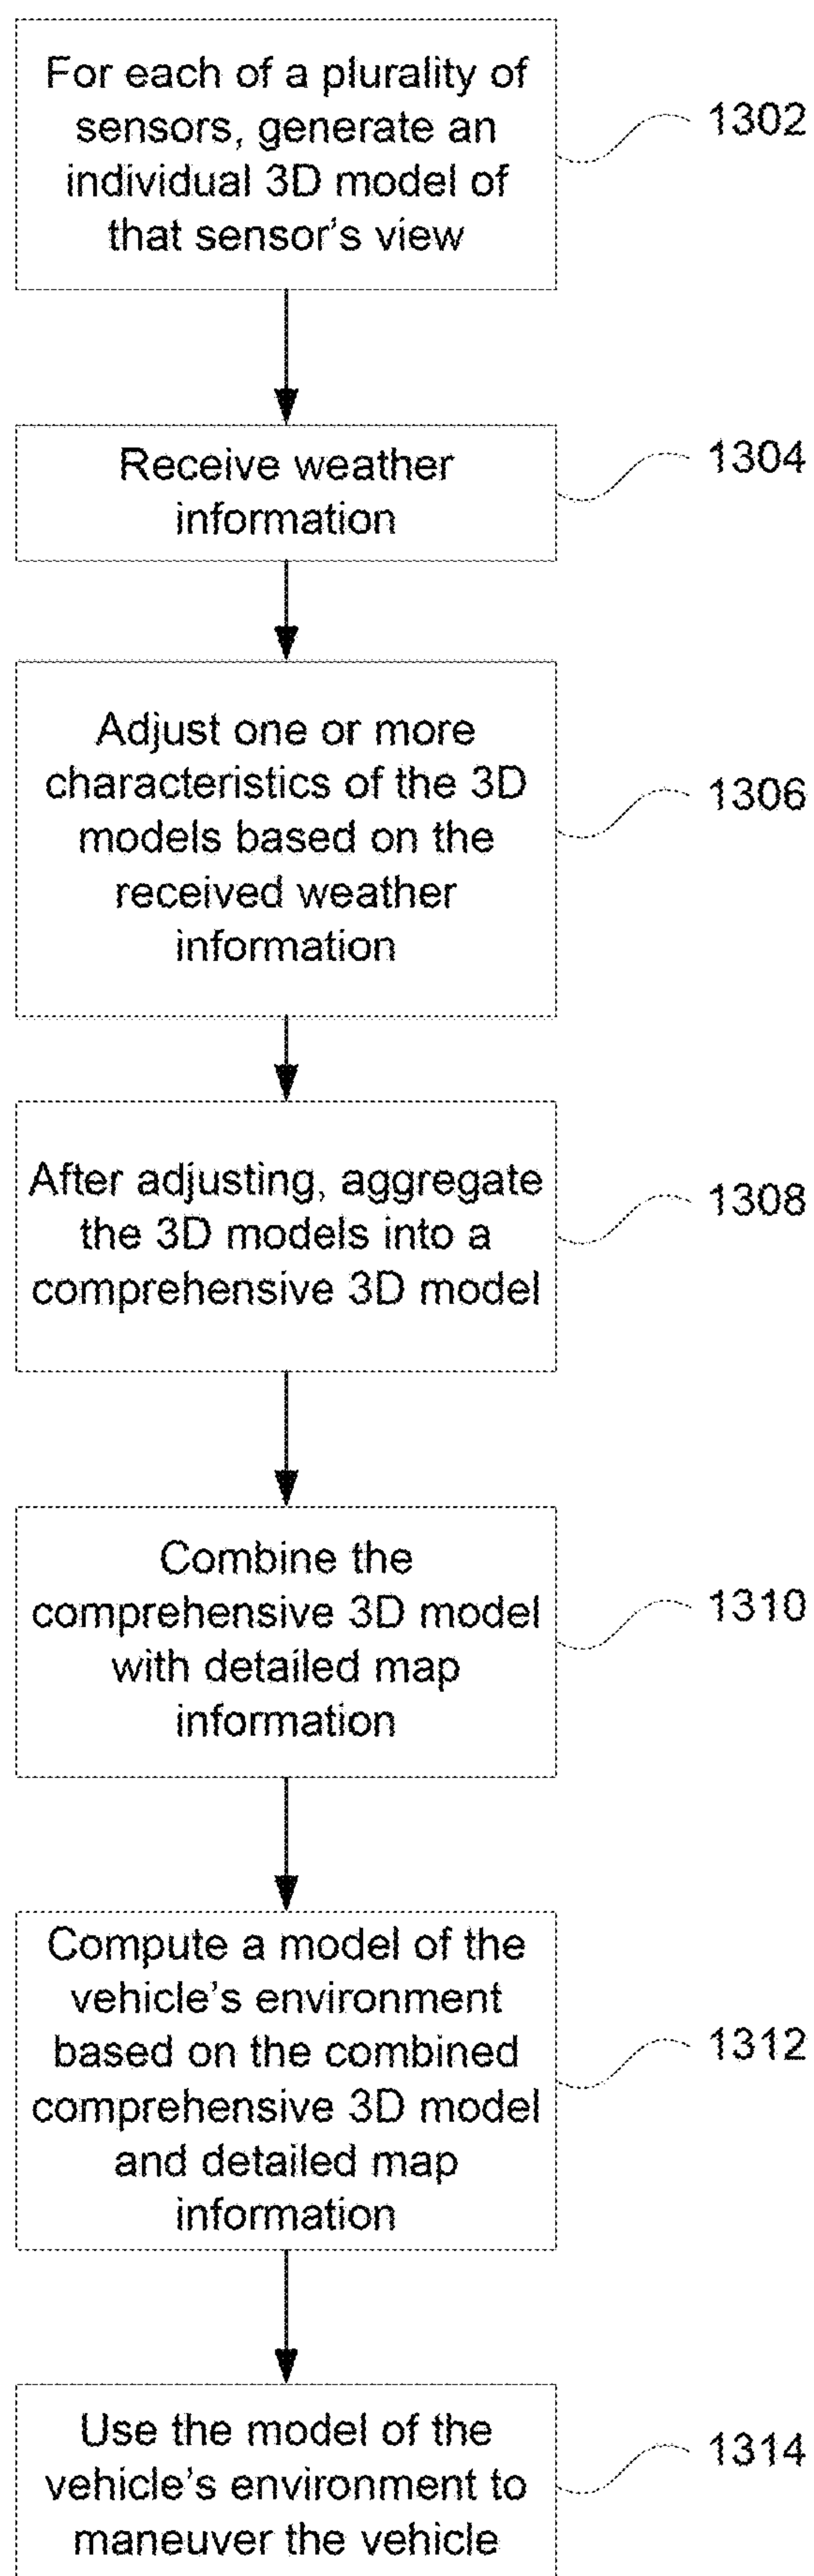 For each of a plurality of
sensors, generate an
individual 3D model of
that sensor's view
1302
Receive weather
information
1304
Adjust one or more
characteristics of the 3D
models based on the
received weather
information
1306
After adjusting, aggregate
the 3D models into a
comprehensive 3D model
1308
Combine the
comprehensive 3D model
with detailed map
information
1310
Compute a model of the
vehicle's environment
based on the combined
comprehensive 3D model
and detailed map
information
1312
Use the model of the
vehicle's environment to
maneuver the vehicle
1314